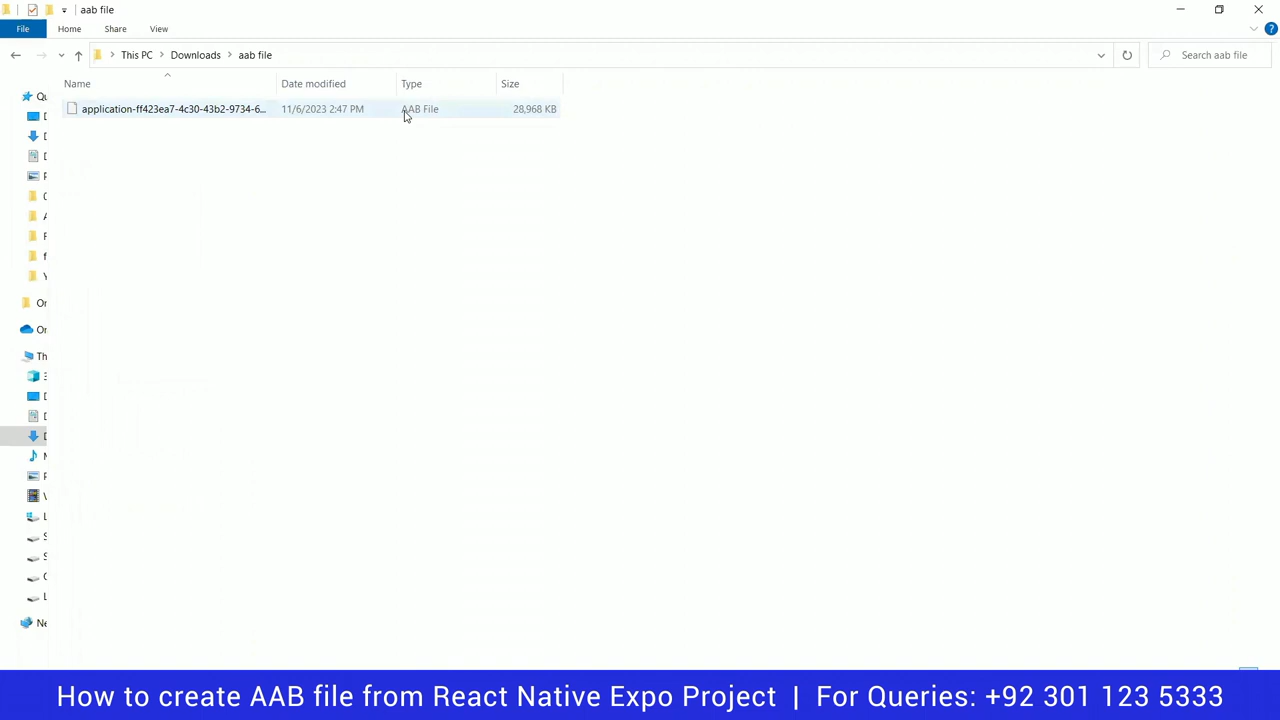 aab file
File Home Share View
This PC Downloads aab file
Search aab file
Name Date modified Type Size
application-ff423ea7-4c30-43b2-9734-6... 11/6/2023 2:47 PM AAB File 28,968 KB
How to create AAB file from React Native Expo Project | For Queries: +92 301 123 5333